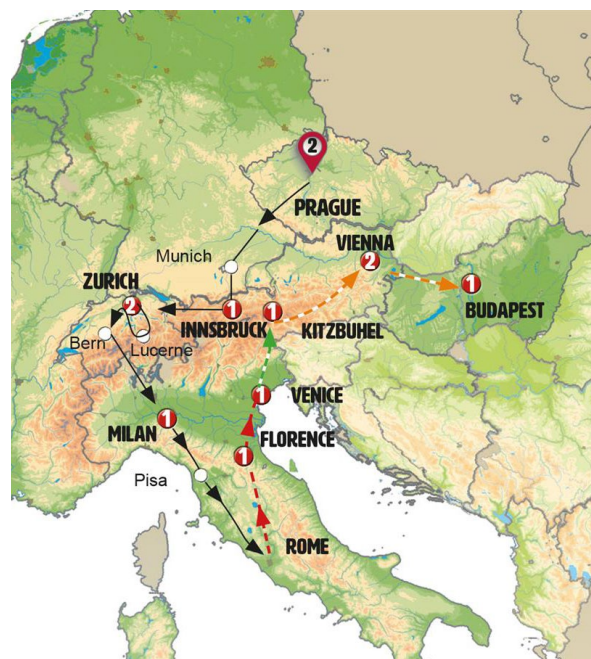 2
PRAGUE
VIENNA
2
Munich
ZURICH
2
1
INNSBRUCK
1
KITZBUHEL
1
BUDAPEST
Bern
Lucerne
1
VENICE
1
MILAN
FLORENCE
1
Pisa
ROME